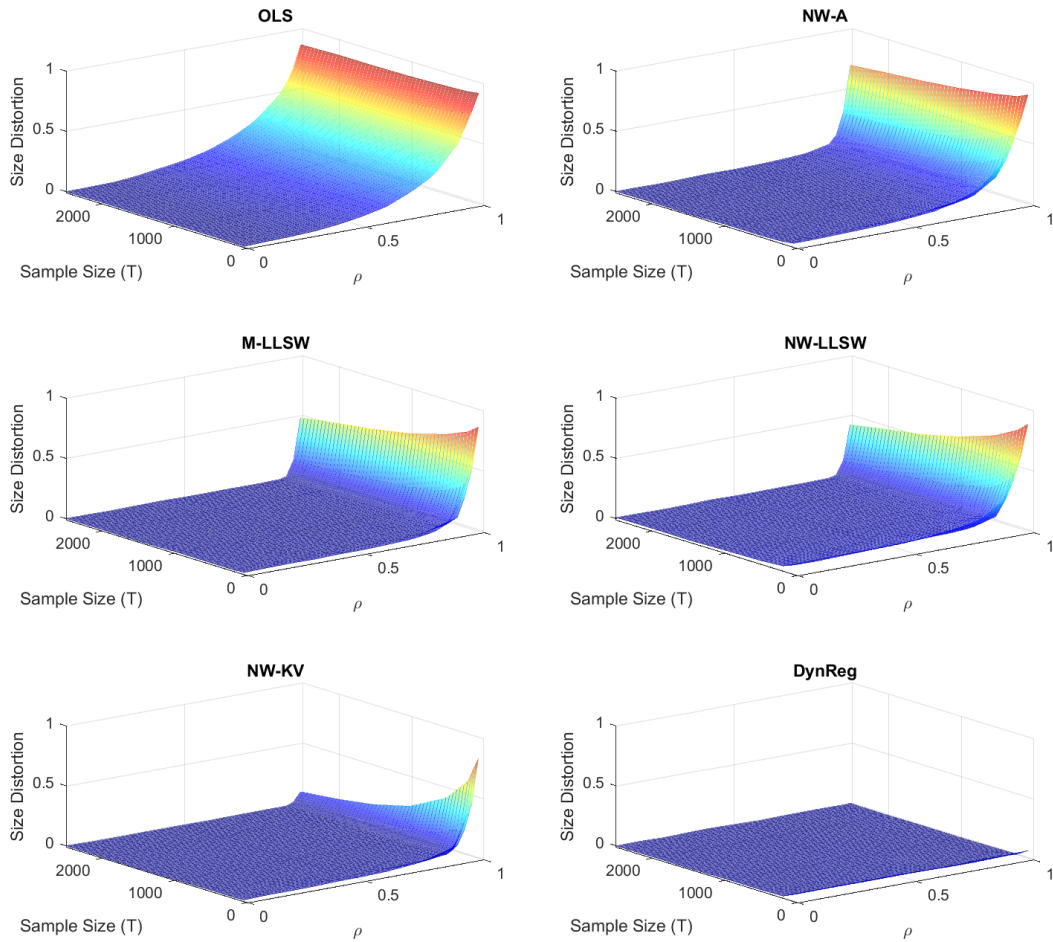 OLS
1
0.5
0
Size Distortion
2000
1000
0
Sample Size (T)
0
0.5
1
ρ
NW-A
1
0.5
0
Size Distortion
2000
1000
0
Sample Size (T)
0
0.5
1
ρ
M-LLSW
1
0.5
0
Size Distortion
2000
1000
0
Sample Size (T)
0
0.5
1
ρ
NW-LLSW
1
0.5
0
Size Distortion
2000
1000
0
Sample Size (T)
0
0.5
1
ρ
NW-KV
1
0.5
0
Size Distortion
2000
1000
0
Sample Size (T)
0
0.5
1
ρ
DynReg
1
0.5
0
Size Distortion
2000
1000
0
Sample Size (T)
0
0.5
1
ρ